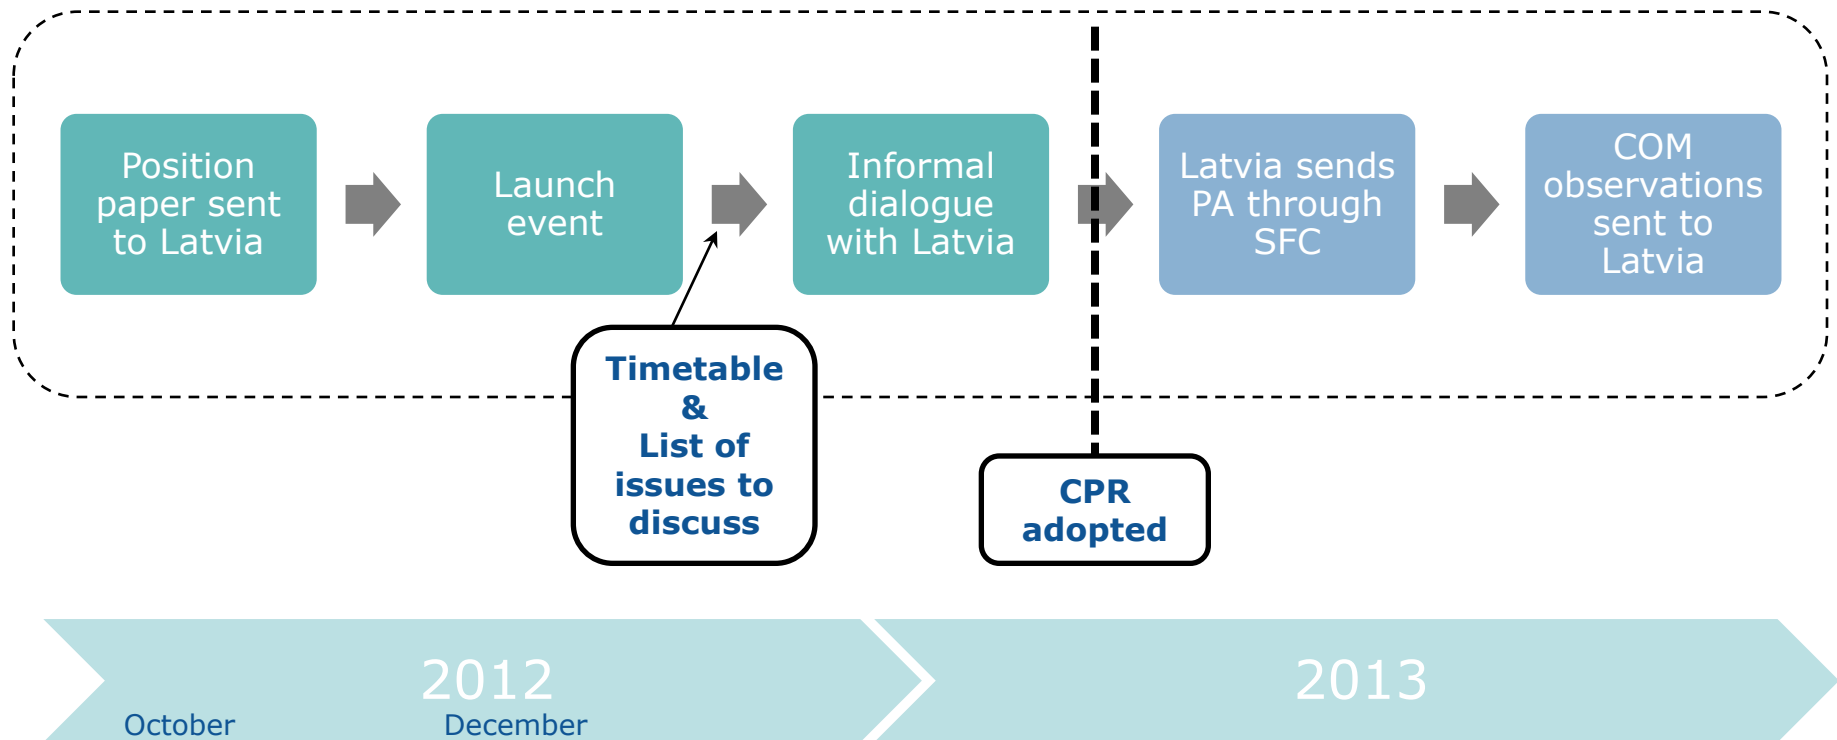 Position
paper sent
to Latvia
Launch
event
Informal
dialogue
with Latvia
Latvia sends
PA through
SFC
COM
observations
sent to
Latvia
Timetable
&
List of
issues to
discuss
CPR
adopted
2012
2013
October
December